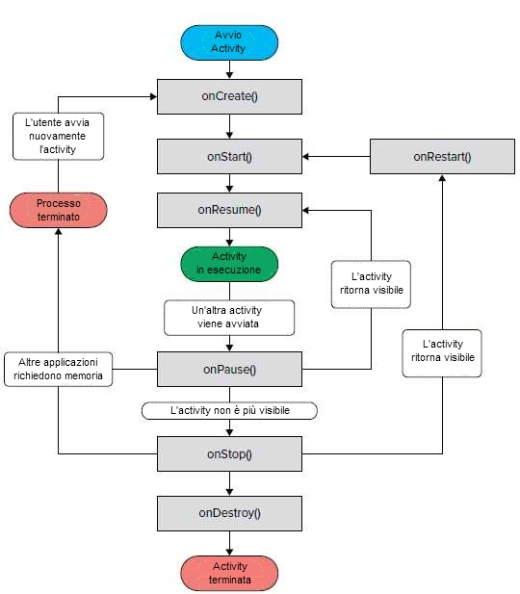 Avvio
Activity
onCreate()
L'utente avvia
nuovamente
l'activity
onStart()
onRestart()
Processo
terminato
onResume()
Activity
in esecuzione
L'activity
ritorna visibile
Un'altra activity
viene avviata
L'activity
ritorna visibile
Altre applicazioni
richiedono memoria
onPause()
L'activity non è più visibile
onStop()
onDestroy()
Activity
terminata